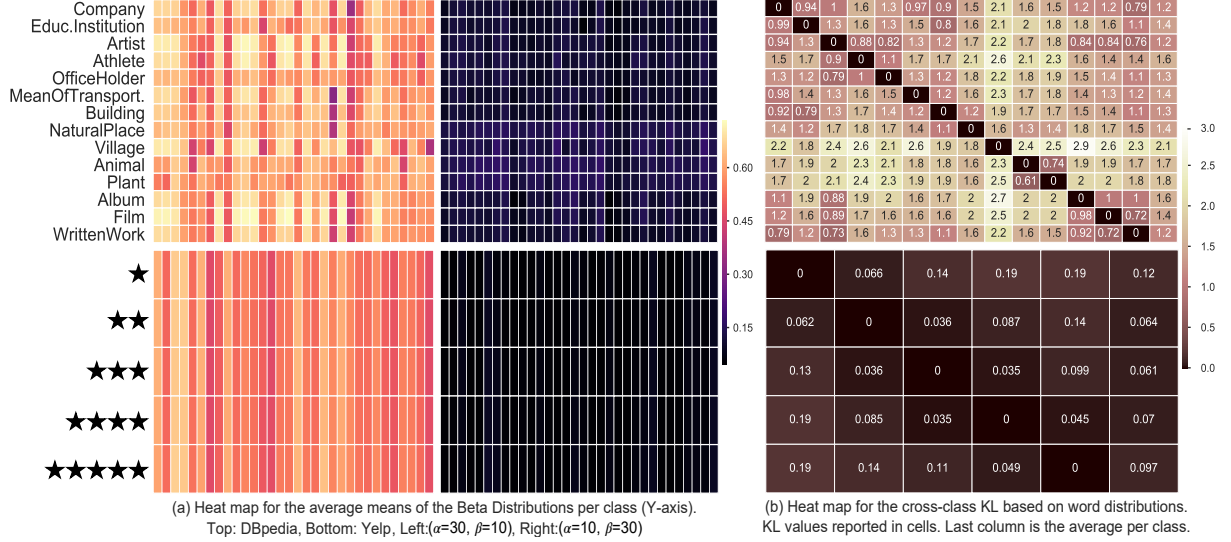 Company 0 0.94 1 1.6 1.3 0.97 0.9 1.5 2.1 1.6 1.5 1.2 1.2 0.79 1.2
Educ.Institution 0.99 0 1.3 1.6 1.3 1.5 0.8 1.6 2.1 2 1.8 1.8 1.6 1.1 1.3
Artist 0.94 1.3 0 0.88 0.82 1.3 1.2 1.7 2.2 1.7 1.8 0.84 0.84 0.76 1.2
Athlete 1.5 1.7 0.9 0 1.1 1.7 1.7 2.1 2.6 2.1 2.3 1.6 1.4 1.4 1.6
OfficeHolder 1.3 1.2 0.79 1 0 1.3 1.2 1.6 2.2 1.8 1.9 1.5 1.4 1.1 1.3
MeanOfTransport. 0.98 1.4 1.3 1.7 1.5 0 1.2 1.6 2.3 1.7 1.8 1.4 1.3 1.2 1.4
Building 0.92 0.79 1.3 1.7 1.4 1.2 0 1.2 1.9 1.7 1.7 1.5 1.4 1.1 1.3
NaturalPlace 1.4 1.2 1.7 1.8 1.7 1.4 1.1 0 1.6 1.3 1.4 1.8 1.7 1.5 1.4
Village 2.2 1.8 2.4 2.6 2.1 2.6 1.9 1.8 0 2.4 2.5 2.9 2.6 2.3 2.1
Animal 1.7 1.9 2 2.3 2.1 1.8 1.8 1.6 2.3 0 0.74 1.9 1.9 1.7 1.7
Plant 1.7 2 2.1 2.4 2.3 1.9 1.9 1.6 2.5 0.61 0 2 2 1.8 1.8
Album 1.1 1.9 0.88 1.9 2 1.6 1.7 2 2.7 2 2 0 1 1 1.6
Film 1.2 1.6 0.89 1.7 1.6 1.6 1.6 2 2.5 2 2 0.98 0 0.72 1.4
WrittenWork 0.79 1.2 0.73 1.6 1.3 1.3 1.2 1.6 2.2 1.6 1.5 0.92 0.72 0 1.2
0.60
0.45
0.30
0.15
3.0
2.5
2.0
1.5
1.0
0.5
0.0
★ 0 0.066 0.14 0.19 0.19 0.12
★★ 0.062 0 0.036 0.087 0.14 0.064
★★★ 0.13 0.036 0 0.035 0.099 0.061
★★★★ 0.19 0.085 0.035 0 0.045 0.07
★★★★★ 0.19 0.14 0.11 0.049 0 0.097
(a) Heat map for the average means of the Beta Distributions per class (Y-axis).
Top: DBpedia, Bottom: Yelp, Left:(α=30, β=10), Right:(α=10, β=30)
(b) Heat map for the cross-class KL based on word distributions.
KL values reported in cells. Last column is the average per class.